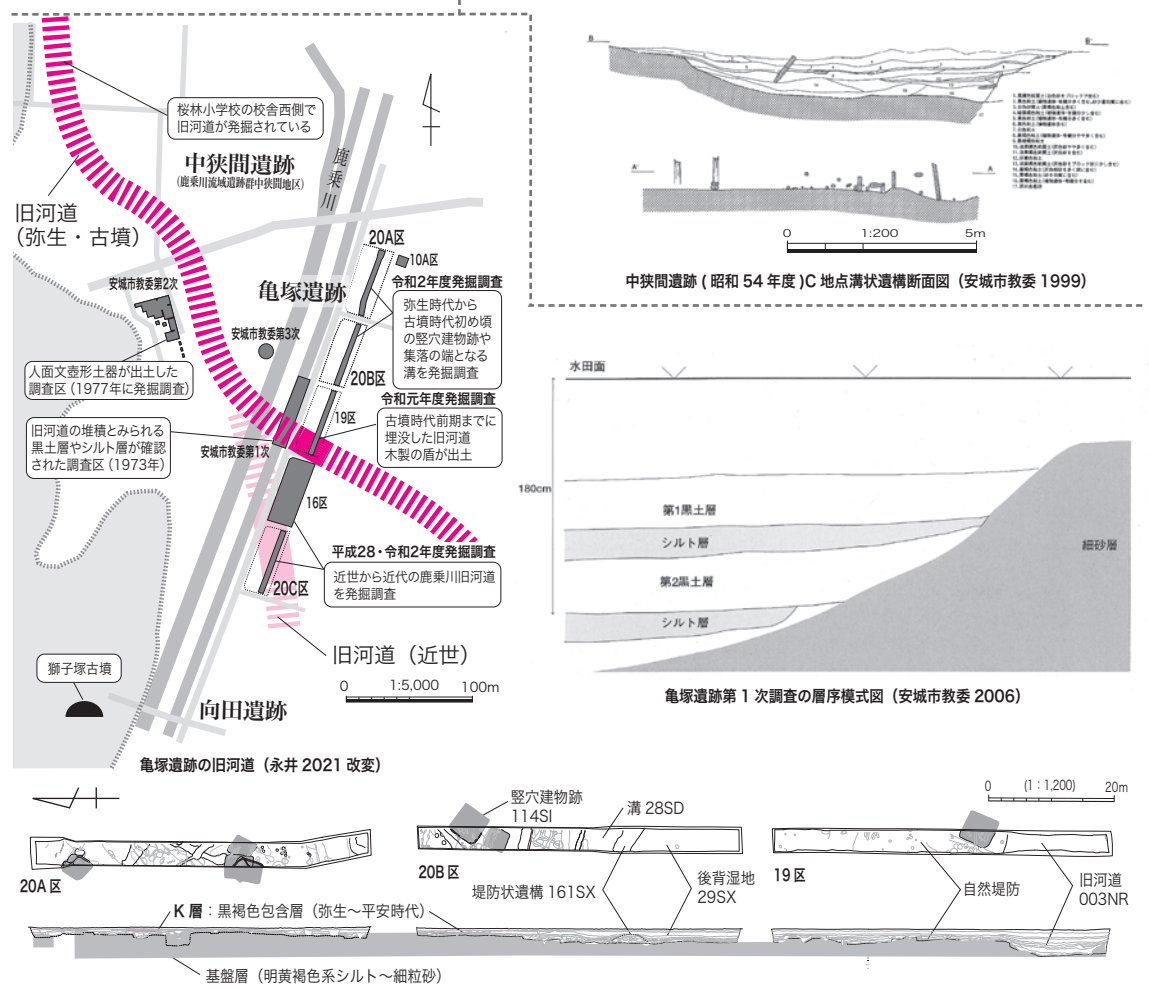 桜林小学校の校舎西側で
旧河道が発掘されている
中狭間遺跡
(鹿乗川流域遺跡群中狭間地区)
鹿乗川
旧河道
(弥生・古墳)
20A区
10A区
令和2年度発掘調査
亀塚遺跡
弥生時代から
古墳時代初め頃
の竪穴建物跡や
集落の端となる
溝を発掘調査
安城市教委第2次
安城市教委第3次
人面文壺形土器が出土した
調査区(1977年に発掘調査)
20B区
令和元年度発掘調査
19区
古墳時代前期までに
埋没した旧河道
木製の盾が出土
旧河道の堆積とみられる
黒土層やシルト層が確認
された調査区(1973年)
安城市教委第1次
16区
平成28・令和2年度発掘調査
近世から近代の鹿乗川旧河道
を発掘調査
20C区
旧河道(近世)
獅子塚古墳
0 1:5,000 100m
向田遺跡
亀塚遺跡の旧河道(永井 2021 改変)
B B'
A' A
0 1:200 5m
中狭間遺跡 ( 昭和 54 年度 )C 地点溝状遺構断面図(安城市教委 1999)
水田面
180cm
第1黒土層
シルト層
第2黒土層
シルト層
細砂層
亀塚遺跡第 1 次調査の層序模式図(安城市教委 2006)
0 (1:1,200) 20m
竪穴建物跡
114SI
溝 28SD
20A 区
20B 区
19 区
堤防状遺構 161SX
後背湿地
29SX
自然堤防
旧河道
003NR
K 層:黒褐色包含層(弥生~平安時代)
基盤層(明黄褐色系シルト~細粒砂)